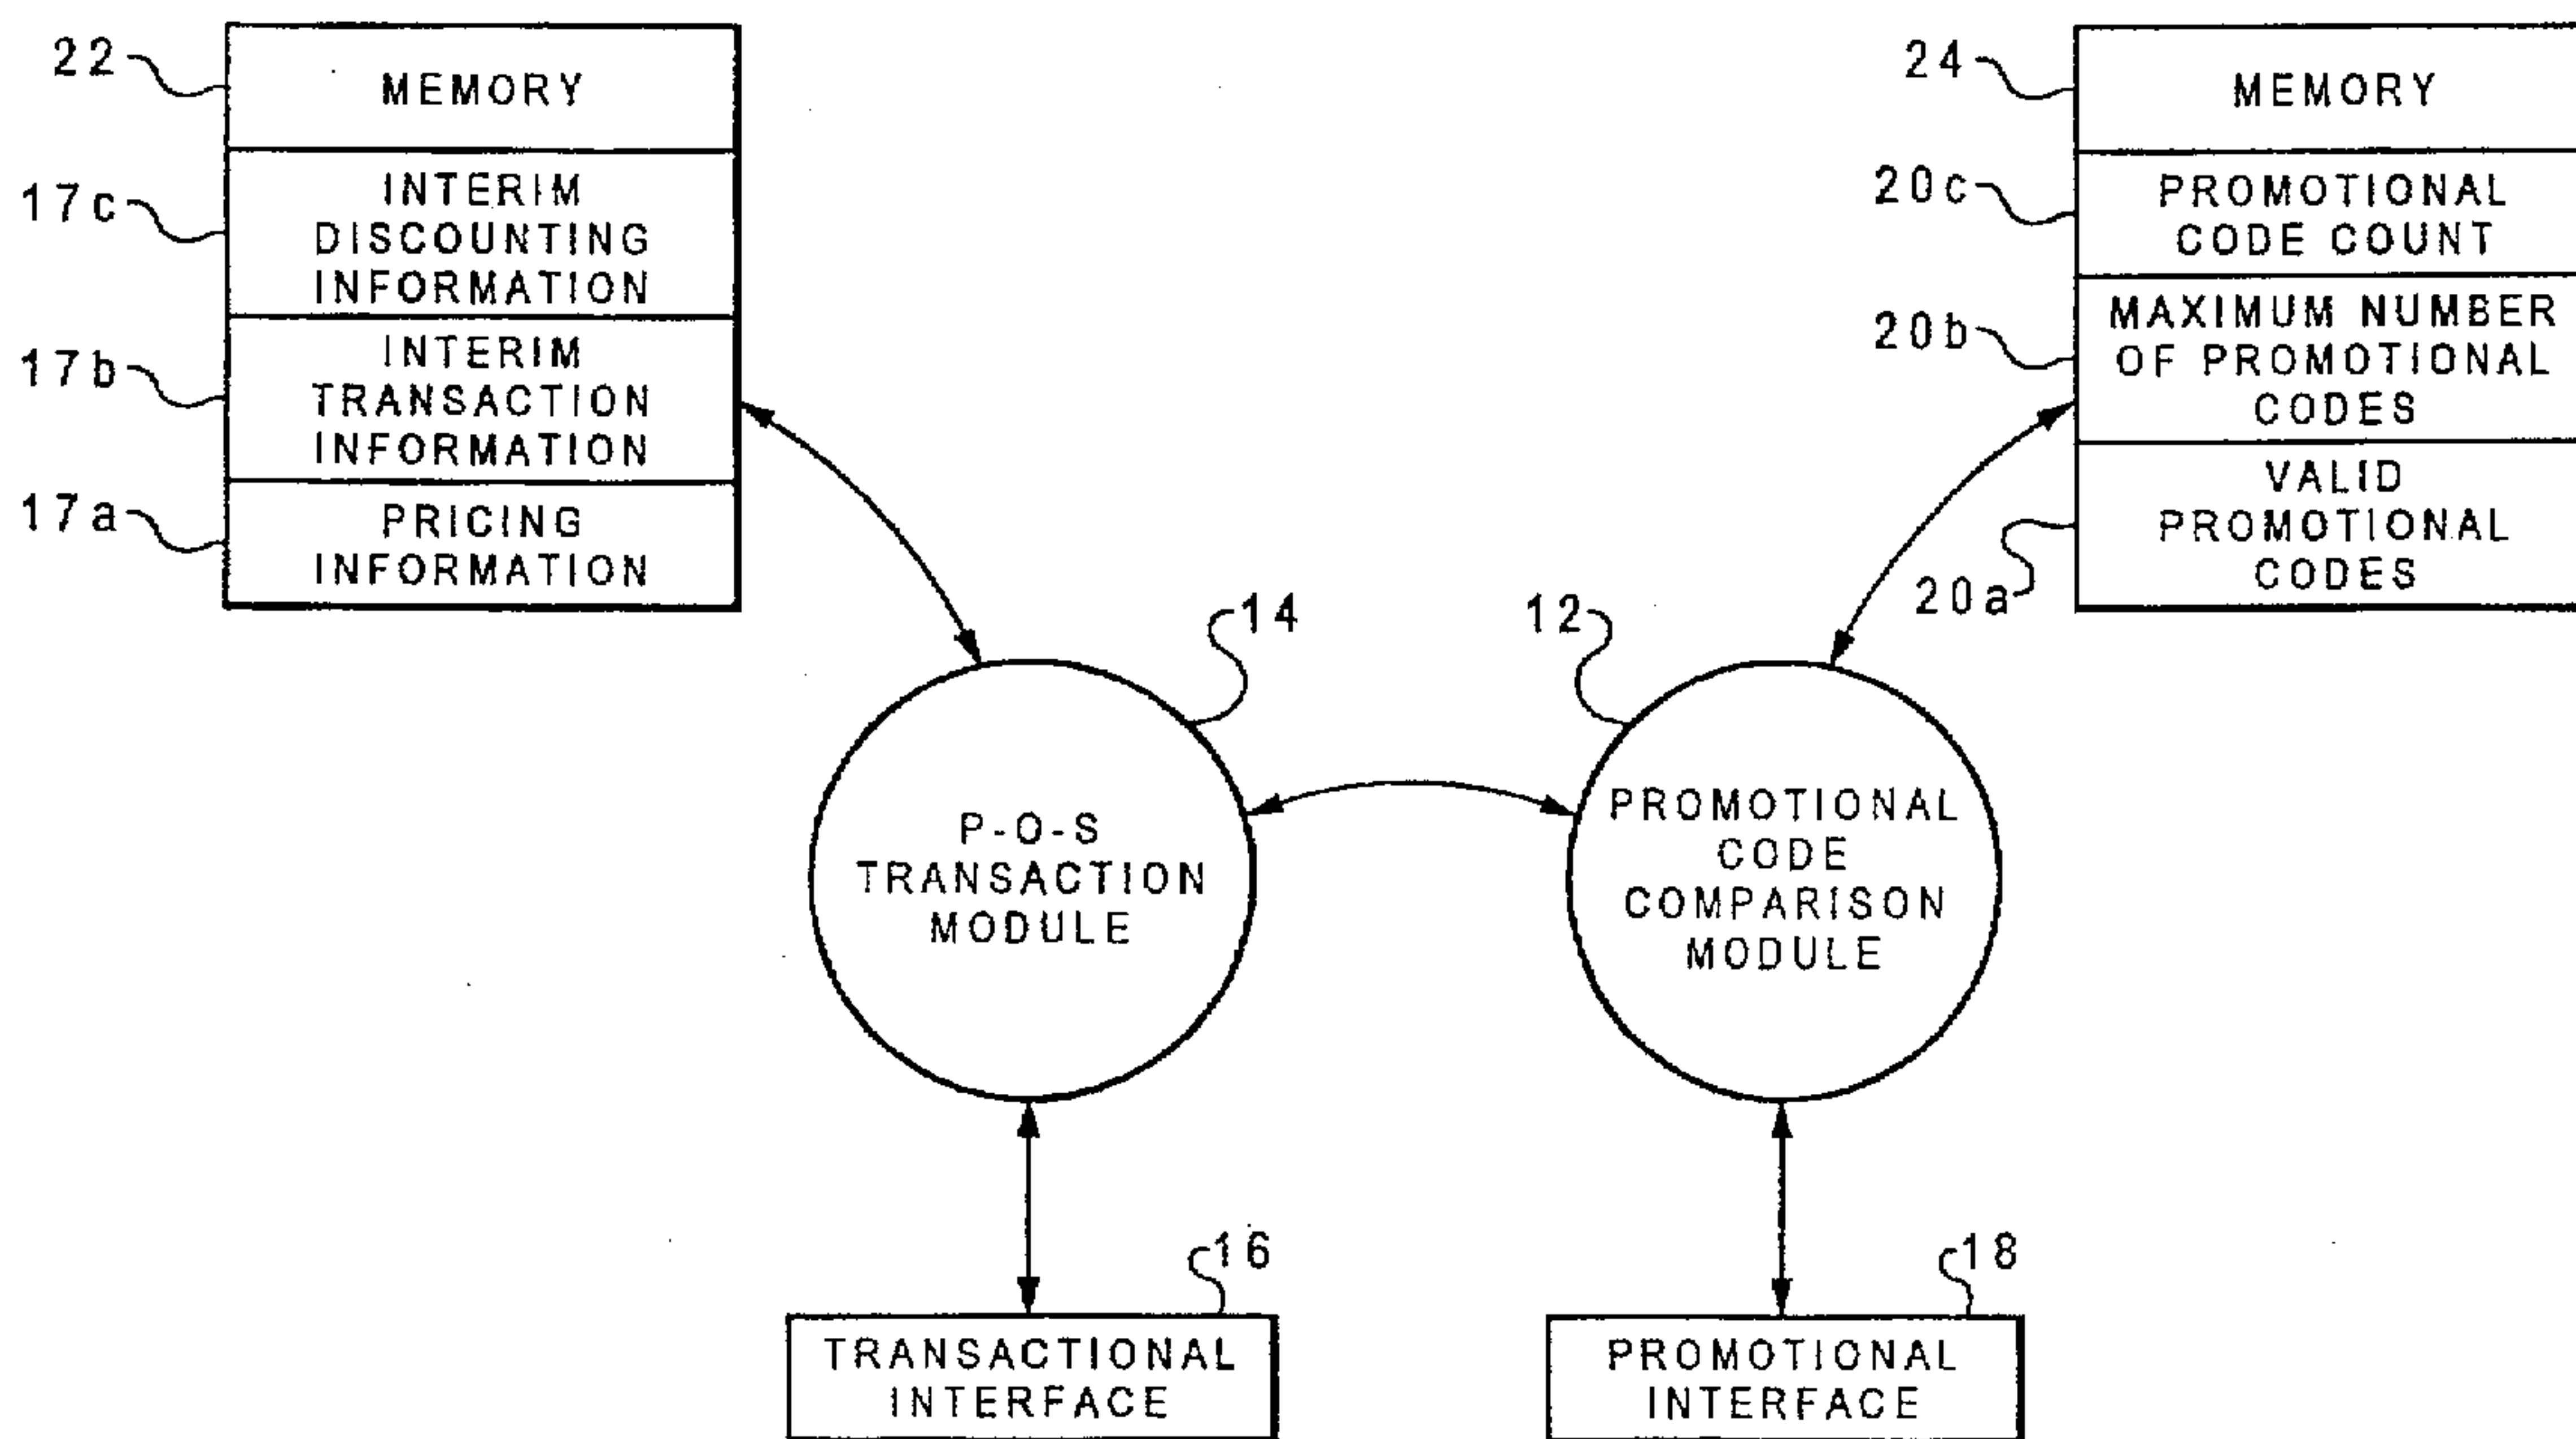 22
MEMORY
17c
INTERIM
DISCOUNTING
INFORMATION
17b
INTERIM
TRANSACTION
INFORMATION
17a
PRICING
INFORMATION
24
MEMORY
20c
PROMOTIONAL
CODE COUNT
20b
MAXIMUM NUMBER
OF PROMOTIONAL
CODES
20a
VALID
PROMOTIONAL
CODES
14
P-O-S
TRANSACTION
MODULE
12
PROMOTIONAL
CODE
COMPARISON
MODULE
16
TRANSACTIONAL
INTERFACE
18
PROMOTIONAL
INTERFACE